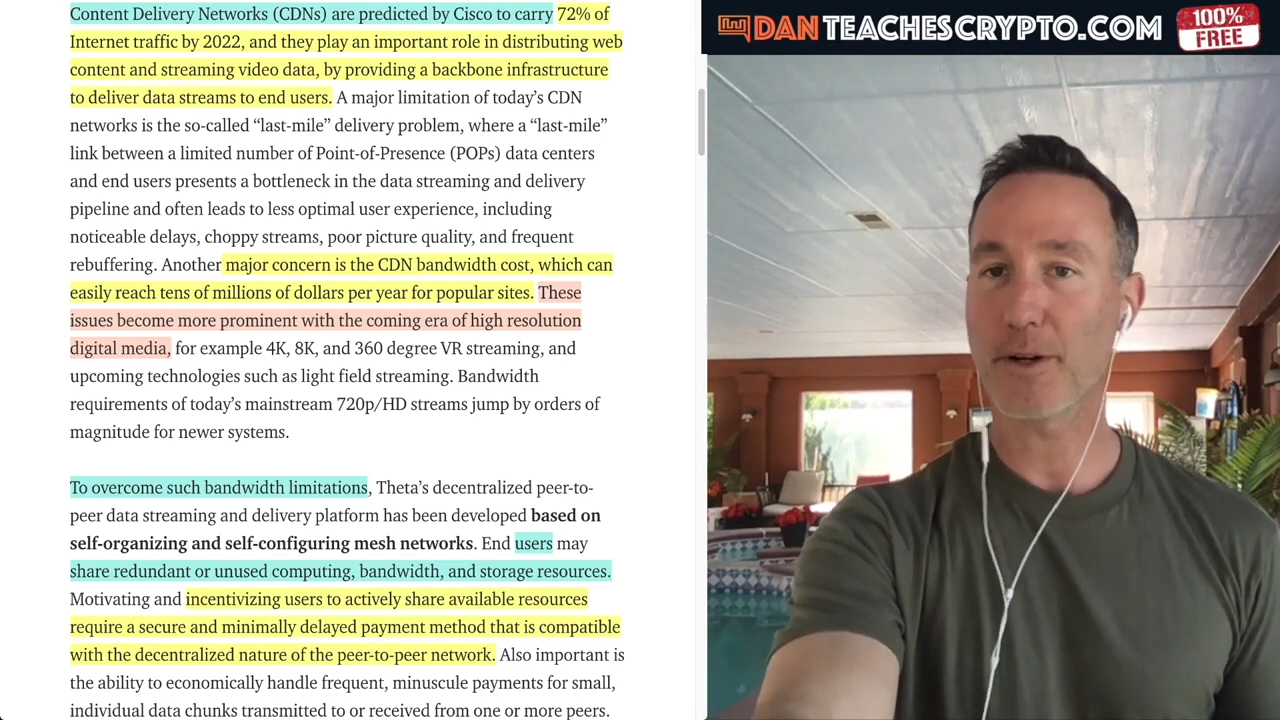 Content Delivery Networks (CDNs) are predicted by Cisco to carry 72% of
Internet traffic by 2022, and they play an important role in distributing web
content and streaming video data, by providing a backbone infrastructure
to deliver data streams to end users. A major limitation of today’s CDN
networks is the so-called “last-mile” delivery problem, where a “last-mile”
link between a limited number of Point-of-Presence (POPs) data centers
and end users presents a bottleneck in the data streaming and delivery
pipeline and often leads to less optimal user experience, including
noticeable delays, choppy streams, poor picture quality, and frequent
rebuffering. Another major concern is the CDN bandwidth cost, which can
easily reach tens of millions of dollars per year for popular sites. These
issues become more prominent with the coming era of high resolution
digital media, for example 4K, 8K, and 360 degree VR streaming, and
upcoming technologies such as light field streaming. Bandwidth
requirements of today’s mainstream 720p/HD streams jump by orders of
magnitude for newer systems.
To overcome such bandwidth limitations, Theta’s decentralized peer-to-
peer data streaming and delivery platform has been developed based on
self-organizing and self-configuring mesh networks. End users may
share redundant or unused computing, bandwidth, and storage resources.
Motivating and incentivizing users to actively share available resources
require a secure and minimally delayed payment method that is compatible
with the decentralized nature of the peer-to-peer network. Also important is
the ability to economically handle frequent, minuscule payments for small,
individual data chunks transmitted to or received from one or more peers.
DANTEACHESCRYPTO.COM
100%
FREE